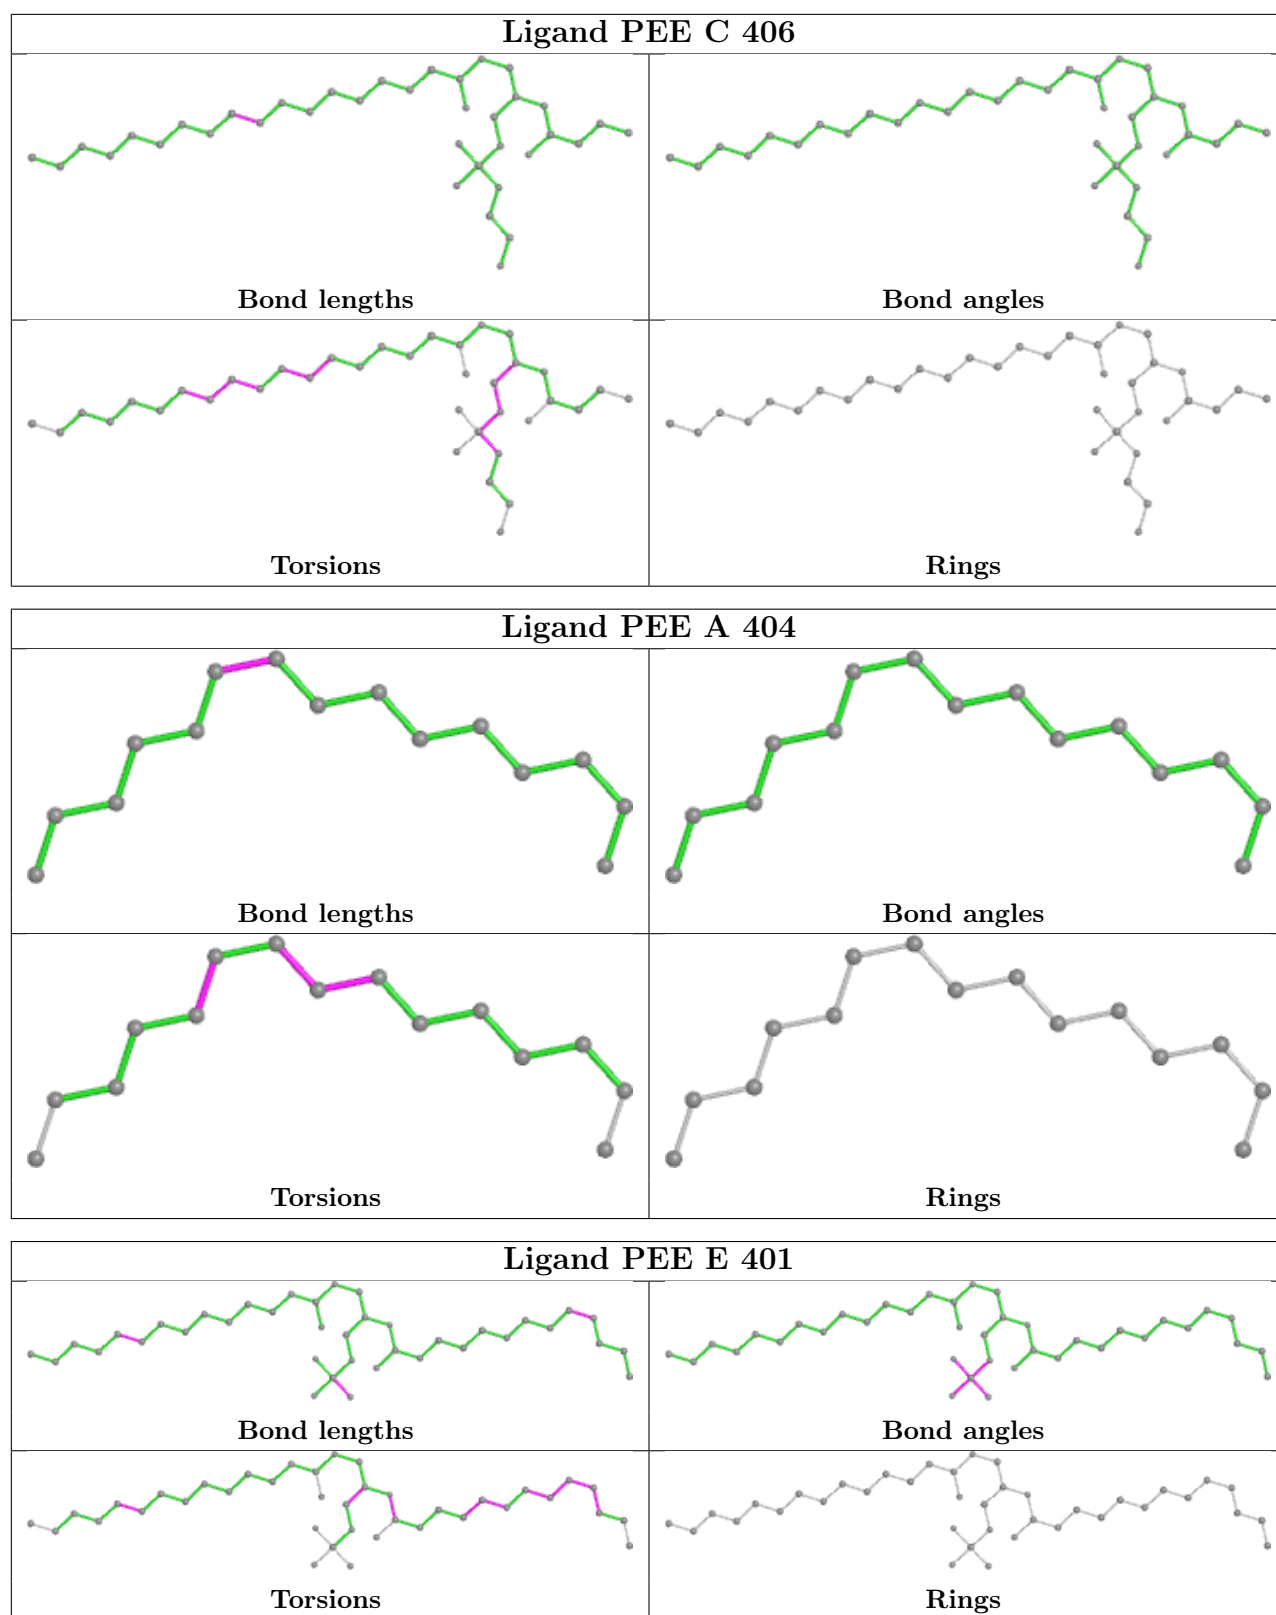 Ligand PEE C 406
Bond lengths
Bond angles
Torsions
Rings
Ligand PEE A 404
Bond lengths
Bond angles
Torsions
Rings
Ligand PEE E 401
Bond lengths
Bond angles
Torsions
Rings